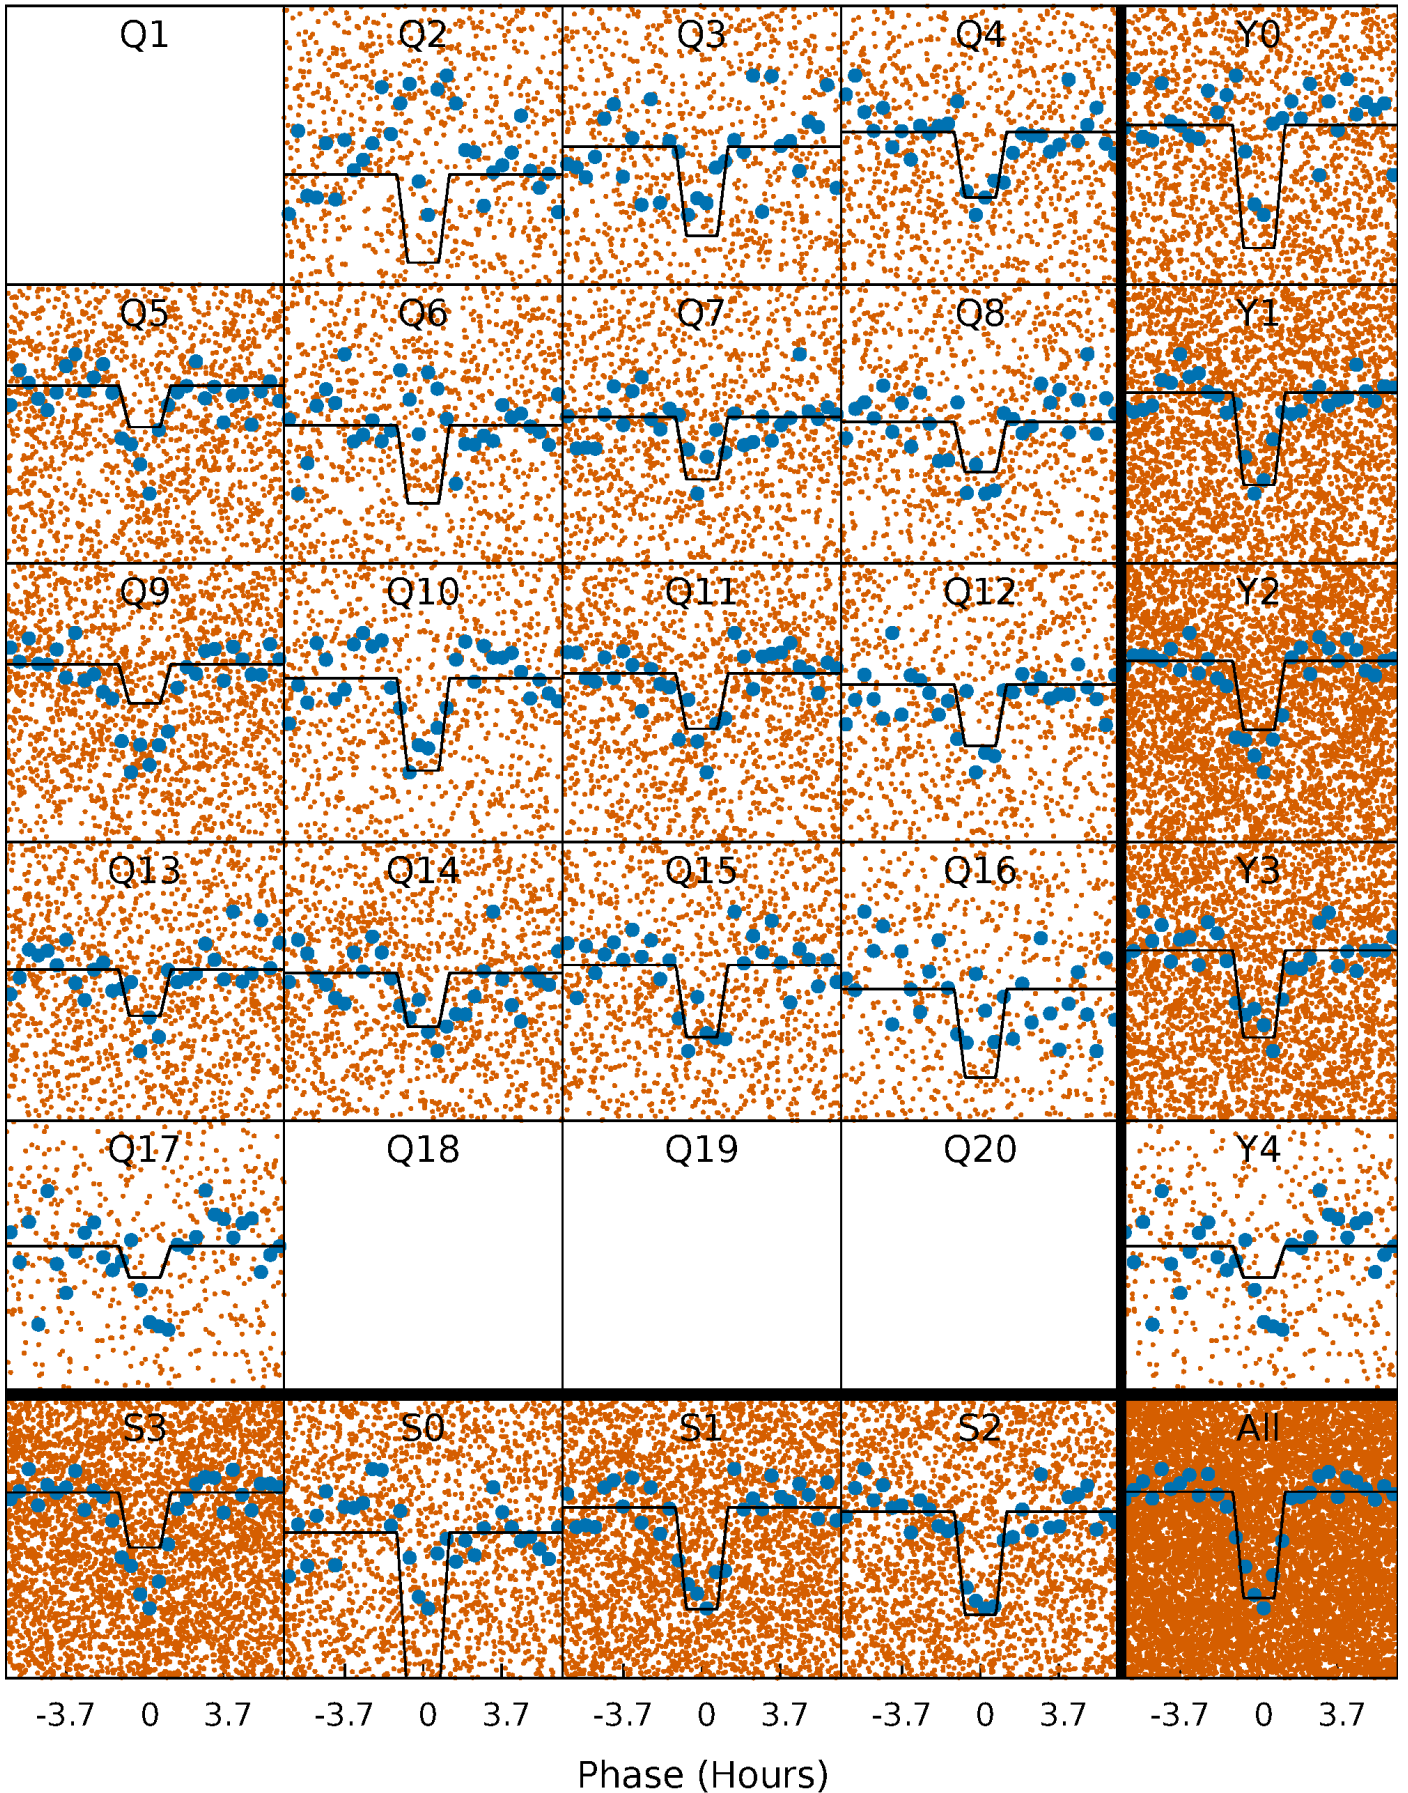 Q1 Q2 Q3 Q4 Y0
Q5 Q6 Q7 Q8 Y1
Q9 Q10 Q11 Q12 Y2
Q13 Q14 Q15 Q16 Y3
Q17 Q18 Q19 Q20 Y4
S3 S0 S1 S2 All
-3.7 0 3.7 -3.7 0 3.7 -3.7 0 3.7 -3.7 0 3.7 -3.7 0 3.7
Phase (Hours)